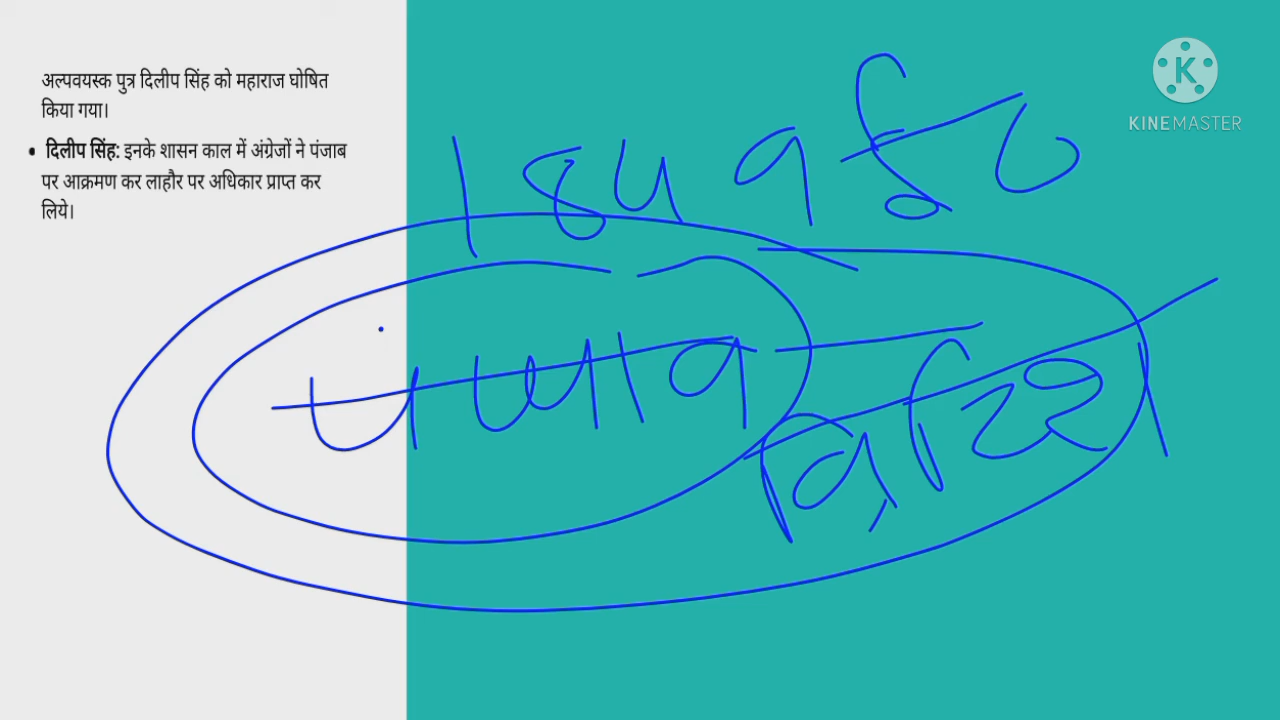 अल्पवयस्क पुत्र दिलीप सिंह को महाराज घोषित
किया गया।
• दिलीप सिंह: इनके शासन काल में अंग्रेजों ने पंजाब
पर आक्रमण कर लाहौर पर अधिकार प्राप्त कर
लिये।
1849 ई०
पंजाब
ब्रिटिश
KINEMASTER